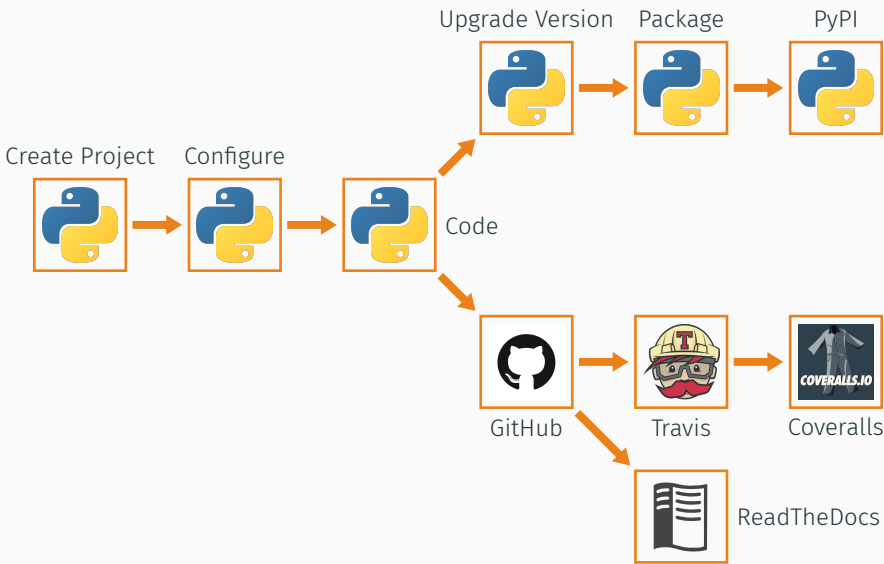 Upgrade Version
Package
PyPI
Create Project
Configure
Code
T
COVERALLS.IO
GitHub
Travis
Coveralls
ReadTheDocs